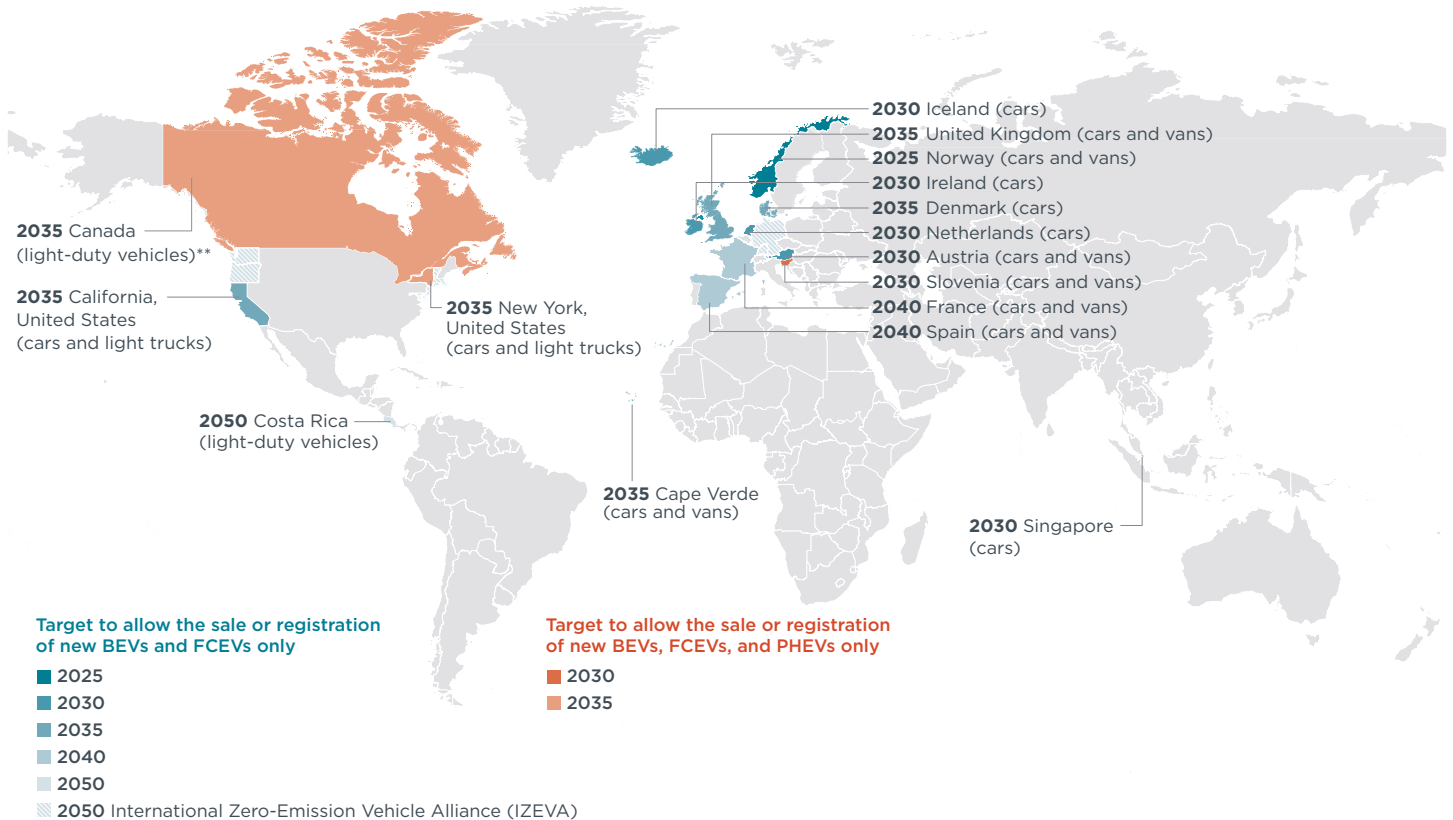 2030 Iceland (cars)
2035 United Kingdom (cars and vans)
2025 Norway (cars and vans)
2030 Ireland (cars)
2035 Denmark (cars)
2030 Netherlands (cars)
2030 Austria (cars and vans)
2030 Slovenia (cars and vans)
2040 France (cars and vans)
2040 Spain (cars and vans)
2035 Canada
(light-duty vehicles)**
2035 California,
United States
(cars and light trucks)
2035 New York,
United States
(cars and light trucks)
2050 Costa Rica
(light-duty vehicles)
2035 Cape Verde
(cars and vans)
2030 Singapore
(cars)
Target to allow the sale or registration
of new BEVs and FCEVs only
2025
2030
2035
2040
2050
2050 International Zero-Emission Vehicle Alliance (IZEVA)
Target to allow the sale or registration
of new BEVs, FCEVs, and PHEVs only
2030
2035